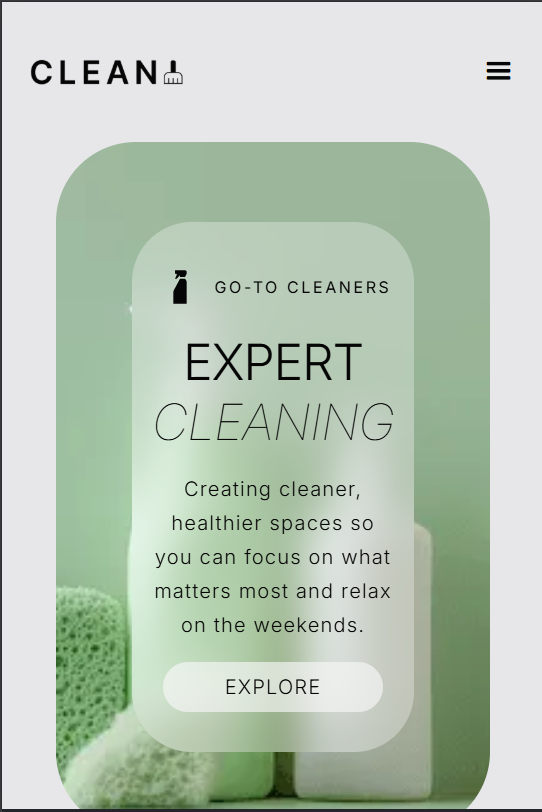 CLEAN
GO-TO CLEANERS
EXPERT
CLEANING
Creating cleaner,
healthier spaces so
you can focus on what
matters most and relax
on the weekends.
EXPLORE